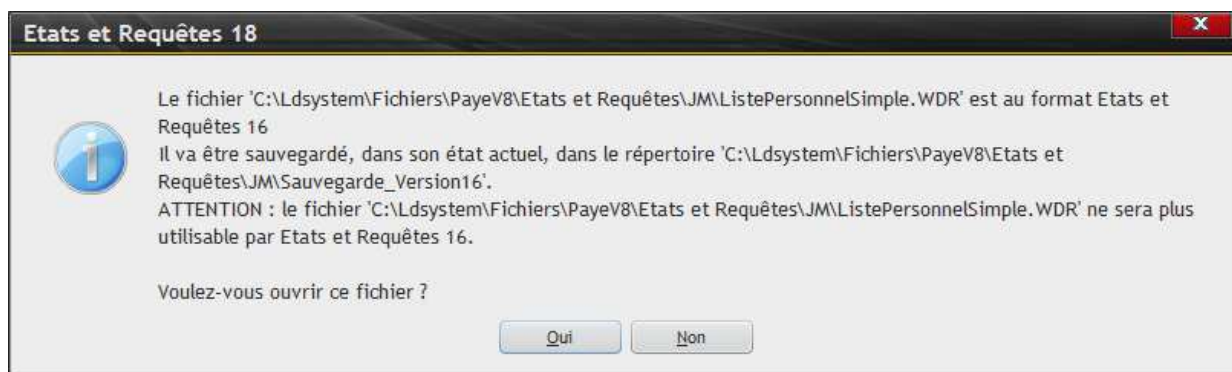 Etats et Requêtes 18
X
Le fichier 'C:\Ldsystem\Fichiers\PayeV8\Etats et Requêtes\JM\ListePersonnelSimple.WDR' est au format Etats et
Requêtes 16
Il va être sauvegardé, dans son état actuel, dans le répertoire 'C:\Ldsystem\Fichiers\PayeV8\Etats et
Requêtes\JM\Sauvegarde_Version16'.
ATTENTION : le fichier 'C:\Ldsystem\Fichiers\PayeV8\Etats et Requêtes\JM\ListePersonnelSimple.WDR' ne sera plus
utilisable par Etats et Requêtes 16.
Voulez-vous ouvrir ce fichier ?
Oui Non